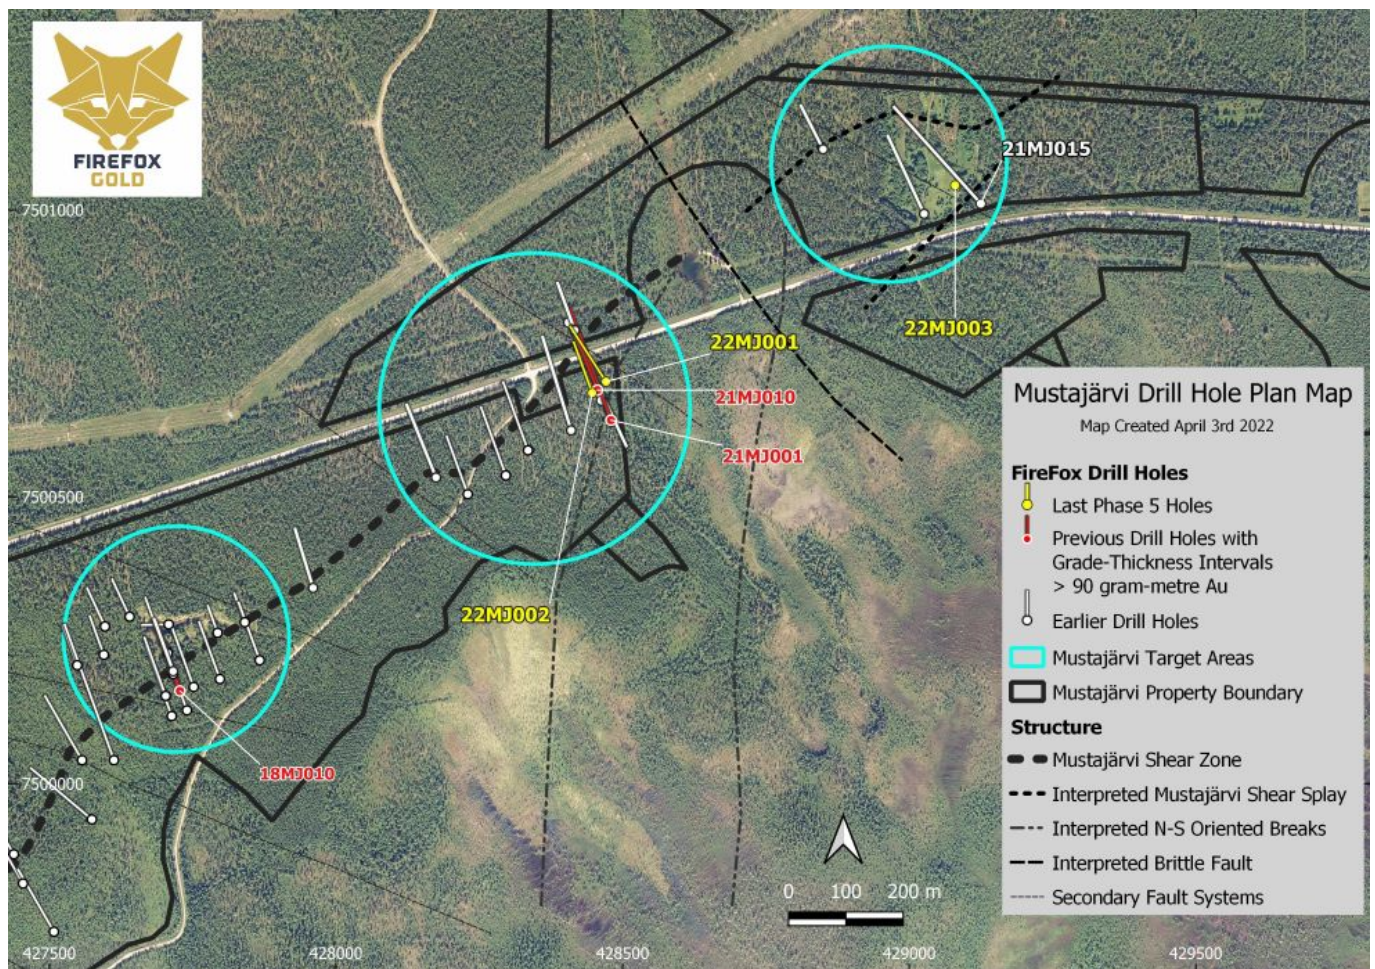 FIREFOX
GOLD
21MJ015
7501000
22MJ003
22MJ001
21MJ010
21MJ001
7500500
22MJ002
18MJ010
7500000
Mustajärvi Drill Hole Plan Map
Map Created April 3rd 2022
FireFox Drill Holes
Last Phase 5 Holes
Previous Drill Holes with
Grade-Thickness Intervals
> 90 gram-metre Au
Earlier Drill Holes
Mustajärvi Target Areas
Mustajärvi Property Boundary
Structure
Mustajärvi Shear Zone
Interpreted Mustajärvi Shear Splay
Interpreted N-S Oriented Breaks
Interpreted Brittle Fault
Secondary Fault Systems
0 100 200 m
427500 428000 428500 429000 429500